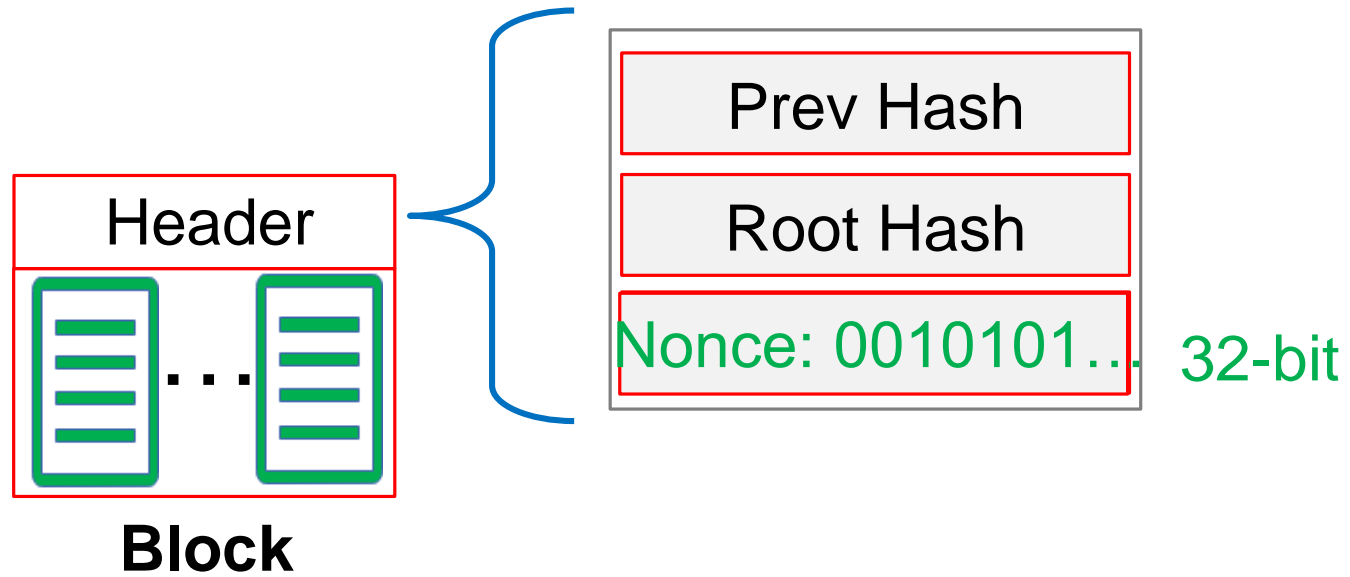 Header
...
Block
Prev Hash
Root Hash
Nonce: 0010101...
32-bit